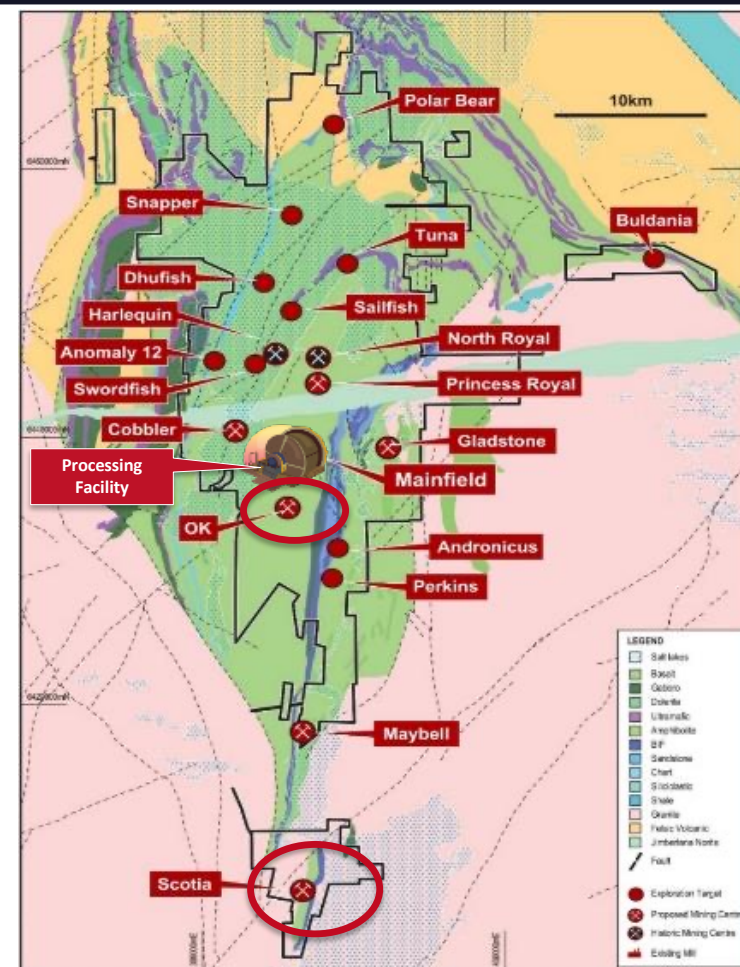 Polar Bear
10km
Snapper
Buldania
Tuna
Dhufish
Sailfish
Harlequin
North Royal
Anomaly 12
Princess Royal
Swordfish
Cobbler
Gladstone
Processing
Facility
Mainfield
OK
Andronicus
Perkins
Maybell
Scotia
LEGEND
Salt lakes
Basalt
Gabbro
Dolerite
Ultramafic
Amphibolite
BIF
Sandstone
Chert
Siliciclastic
Shale
Granite
Felsic Volcanic
Jimberlana Norite
Fault
Exploration Target
Proposed Mining Centre
Historic Mining Centre
Existing Mill